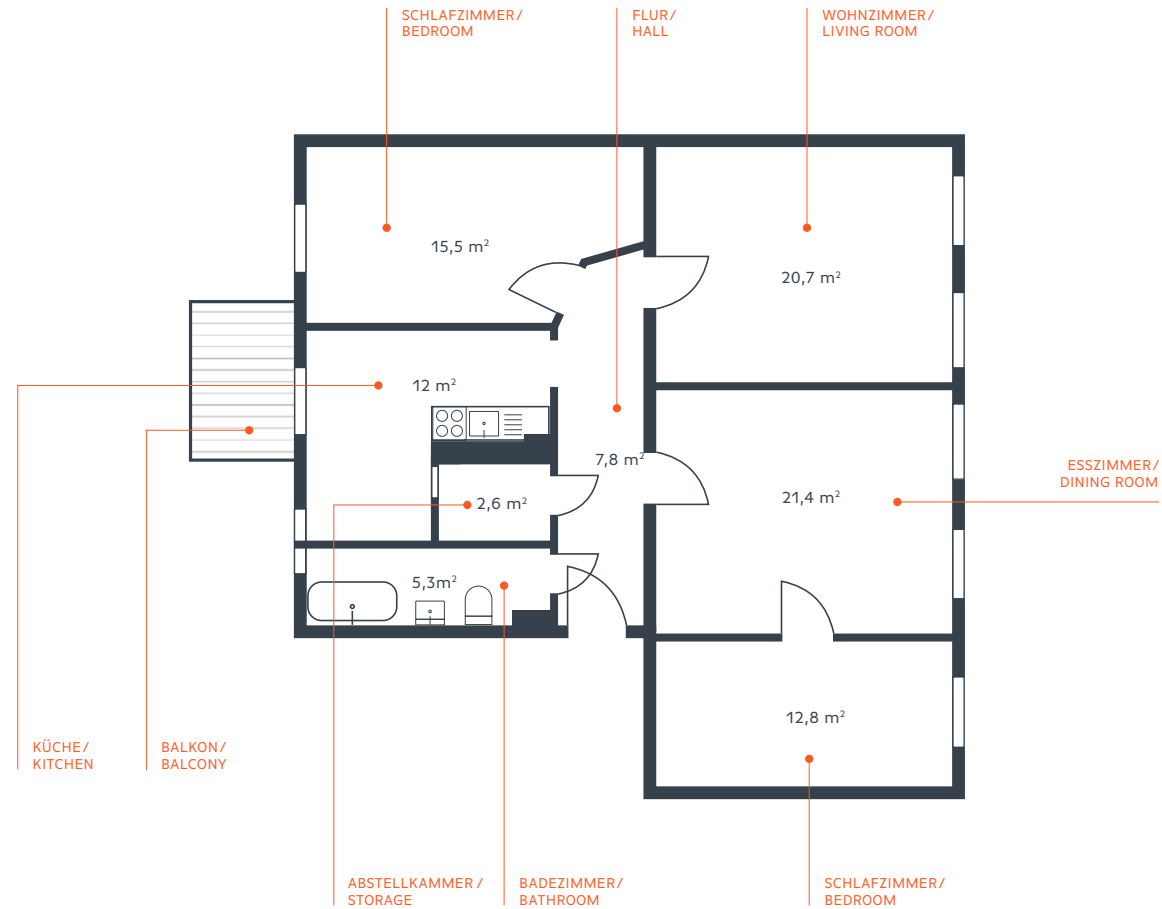 SCHLAFZIMMER/
BEDROOM
FLUR/
HALL
WOHNZIMMER/
LIVING ROOM
15,5 m²
20,7 m²
12 m²
7,8 m²
ESSZIMMER/
DINING ROOM
21,4 m²
2,6 m²
5,3m²
12,8 m²
KÜCHE/
KITCHEN
BALKON/
BALCONY
ABSTELLKAMMER/
STORAGE
BADEZIMMER/
BATHROOM
SCHLAFZIMMER/
BEDROOM